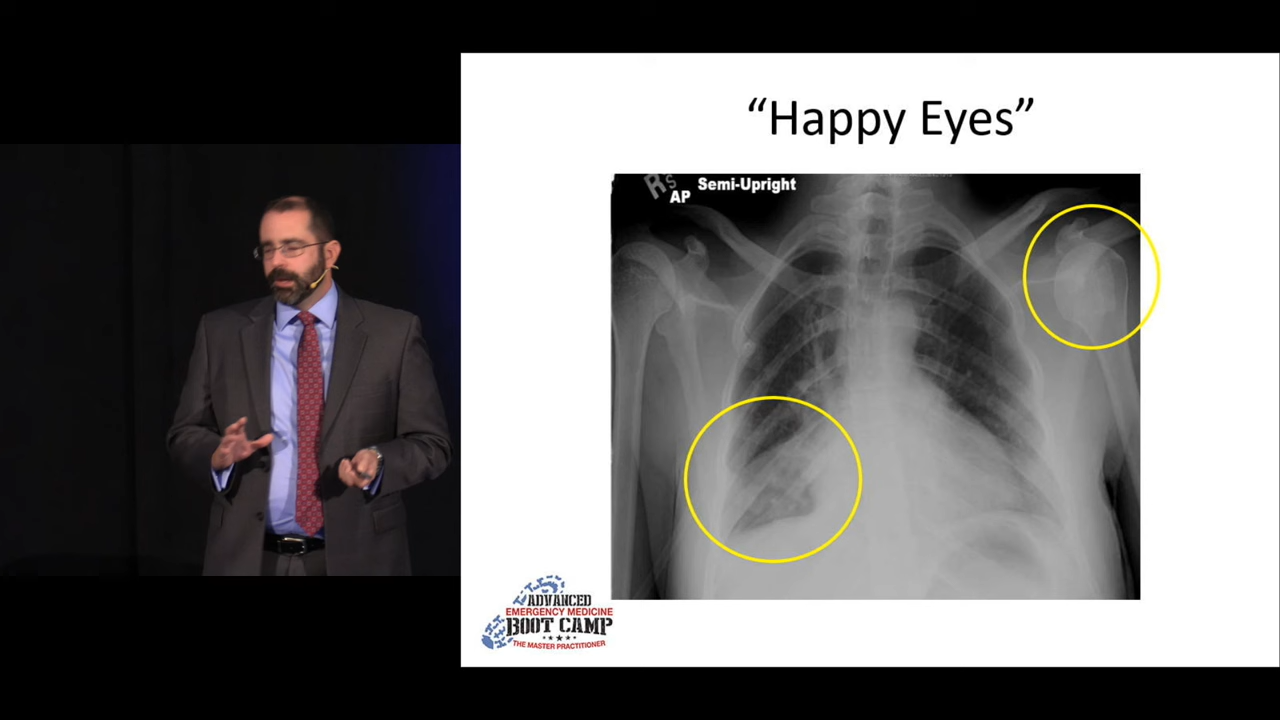 “Happy Eyes”
RS
AP
Semi-Upright
ADVANCED
EMERGENCY MEDICINE
BOOT CAMP
THE MASTER PRACTITIONER